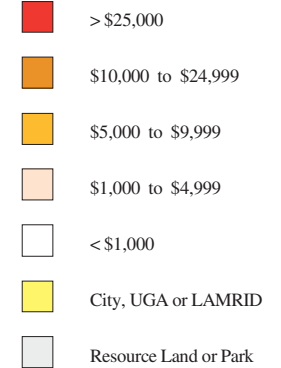 > $25,000
$10,000 to $24,999
$5,000 to $9,999
$1,000 to $4,999
< $1,000
City, UGA or LAMRID
Resource Land or Park